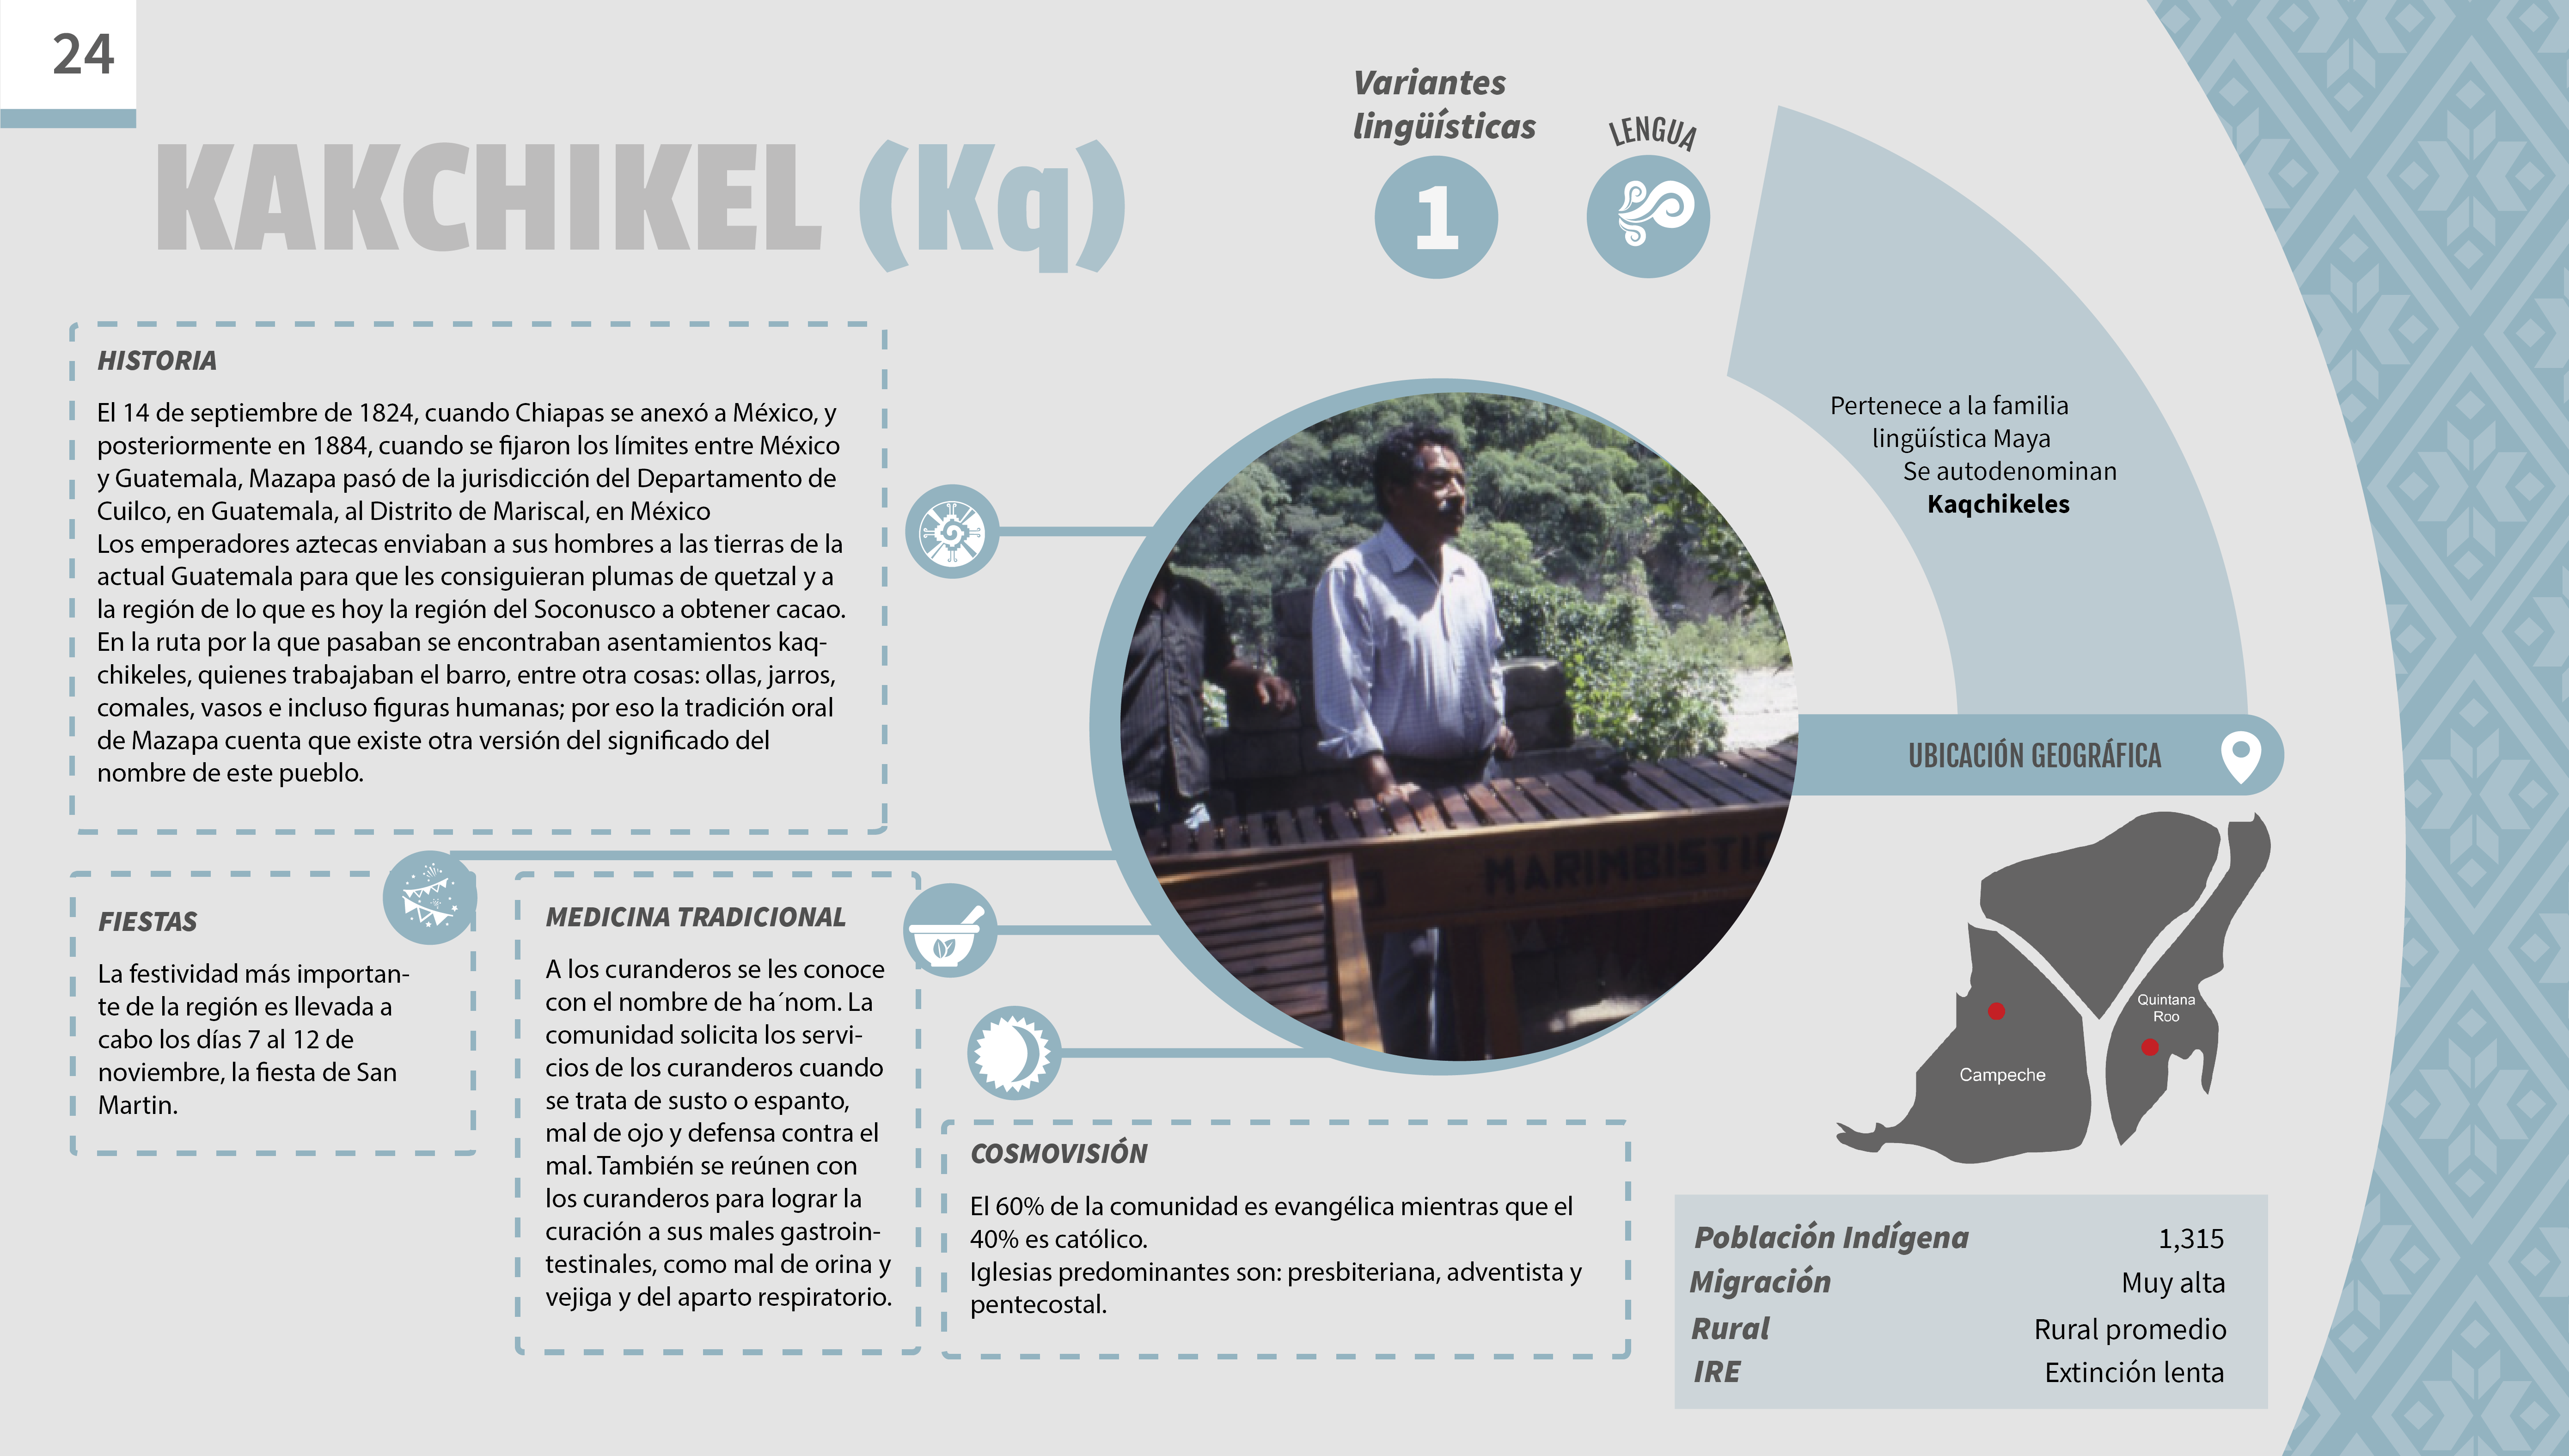 24
KAKCHIKEL (Kq)
Variantes
lingüísticas
1
LENGUA
HISTORIA
El 14 de septiembre de 1824, cuando Chiapas se anexó a México, y
posteriormente en 1884, cuando se fijaron los límites entre México
y Guatemala, Mazapa pasó de la jurisdicción del Departamento de
Cuilco, en Guatemala, al Distrito de Mariscal, en México
Los emperadores aztecas enviaban a sus hombres a las tierras de la
actual Guatemala para que les consiguieran plumas de quetzal y a
la región de lo que es hoy la región del Soconusco a obtener cacao.
En la ruta por la que pasaban se encontraban asentamientos kaq-
chikeles, quienes trabajaban el barro, entre otra cosas: ollas, jarros,
comales, vasos e incluso figuras humanas; por eso la tradición oral
de Mazapa cuenta que existe otra versión del significado del
nombre de este pueblo.
Pertenece a la familia
lingüística Maya
Se autodenominan
Kaqchikeles
UBICACIÓN GEOGRÁFICA
MARIMBISTIC
Quintana
Roo
Campeche
FIESTAS
La festividad más importan-
te de la región es llevada a
cabo los días 7 al 12 de
noviembre, la fiesta de San
Martin.
MEDICINA TRADICIONAL
A los curanderos se les conoce
con el nombre de ha´nom. La
comunidad solicita los servi-
cios de los curanderos cuando
se trata de susto o espanto,
mal de ojo y defensa contra el
mal. También se reúnen con
los curanderos para lograr la
curación a sus males gastroin-
testinales, como mal de orina y
vejiga y del aparto respiratorio.
COSMOVISIÓN
El 60% de la comunidad es evangélica mientras que el
40% es católico.
Iglesias predominantes son: presbiteriana, adventista y
pentecostal.
Población Indígena 1,315
Migración Muy alta
Rural Rural promedio
IRE Extinción lenta